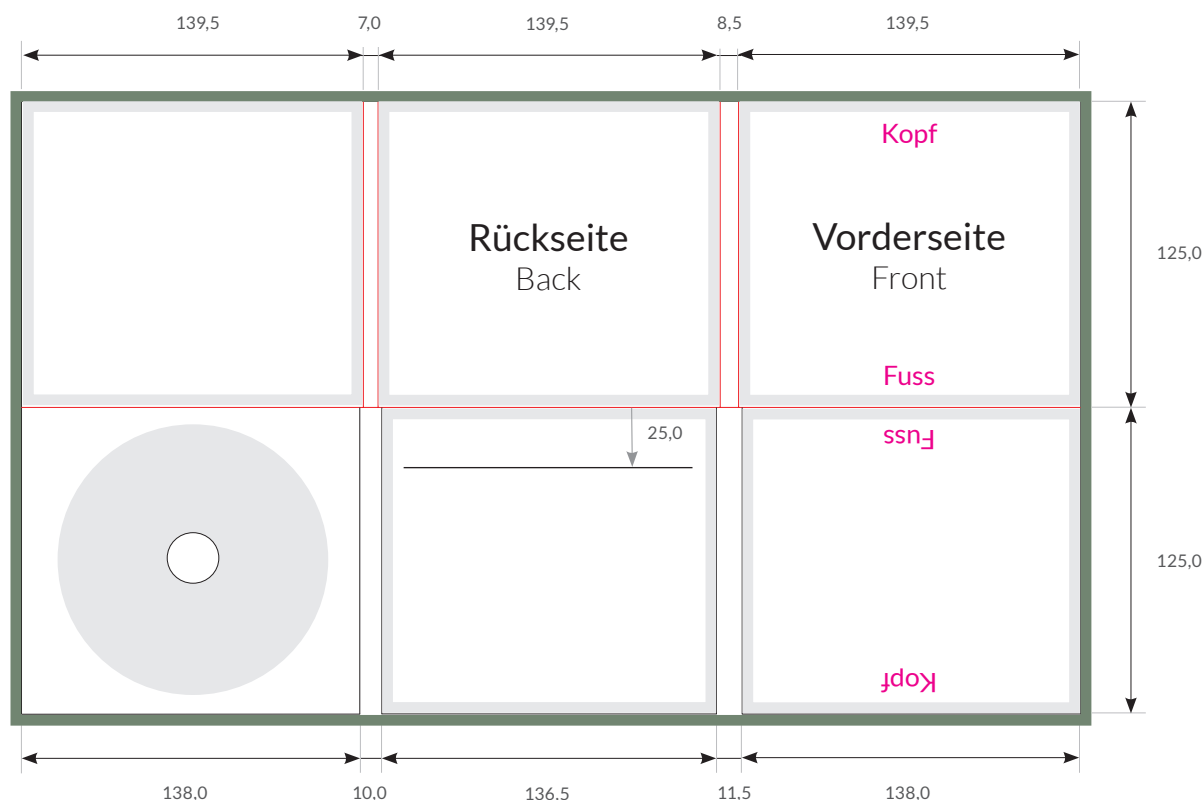 139,5
7,0
139,5
8,5
139,5
Kopf
Rückseite
Back
Vorderseite
Front
125,0
Fuss
Fuss
25,0
125,0
Kopf
138,0
10,0
136,5
11,5
138,0